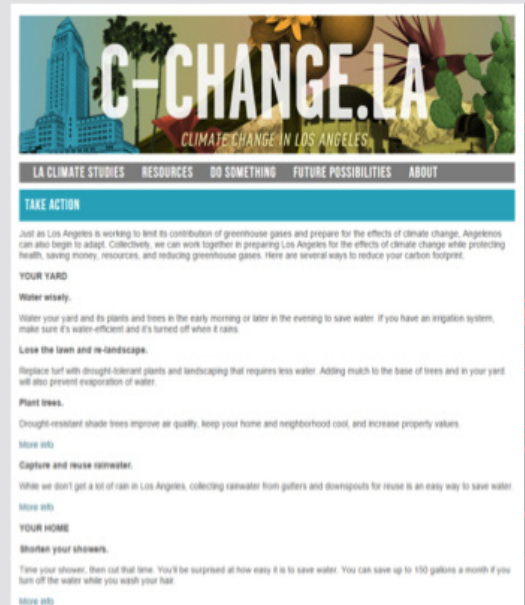 C-CHANGE.LA
CLIMATE CHANGE IN LOS ANGELES
LA CLIMATE STUDIES RESOURCES DO SOMETHING FUTURE POSSIBILITIES ABOUT
TAKE ACTION
Just as Los Angeles is working to limit its contribution of greenhouse gases and prepare for the effects of climate change, Angelenos
can also begin to adapt. Collectively, we can work together in preparing Los Angeles for the effects of climate change while protecting
health, saving money, resources, and reducing greenhouse gases. Here are several ways to reduce your carbon footprint.
YOUR YARD
Water wisely.
Water your yard and its plants and trees in the early morning or later in the evening to save water. If you have an irrigation system,
make sure it's water-efficient and it's turned off when it rains.
Lose the lawn and re-landscape.
Replace turf with drought-tolerant plants and landscaping that requires less water. Adding mulch to the base of trees and in your yard
will also prevent evaporation of water.
Plant trees.
Drought-resistant shade trees improve air quality, keep your home and neighborhood cool, and increase property values.
More info
Capture and reuse rainwater.
While we don't get a lot of rain in Los Angeles, collecting rainwater from gutters and downspouts for reuse is an easy way to save water.
More info
YOUR HOME
Shorten your showers.
Time your shower, then cut that time. You'll be surprised at how easy it is to save water. You can save up to 100 gallons a month if you
turn off the water while you wash your hair.
More info